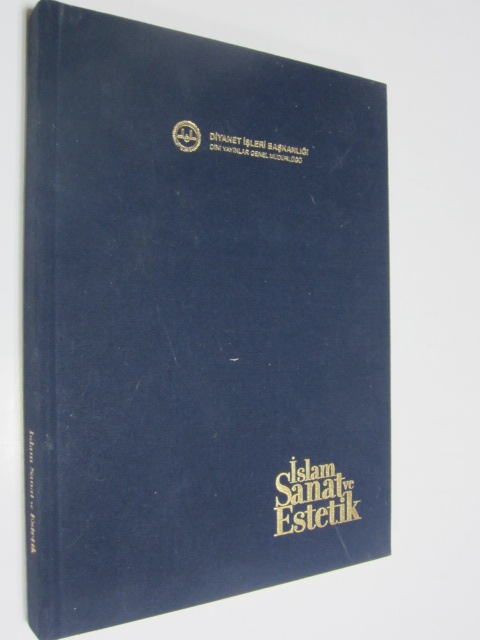 DİYANET İŞLERİ BAŞKANLIĞI
DİNİ YAYINLAR GENEL MÜDÜRLÜĞÜ
İslam
Sanat ve
Estetik
İslam Sanat ve Estetik